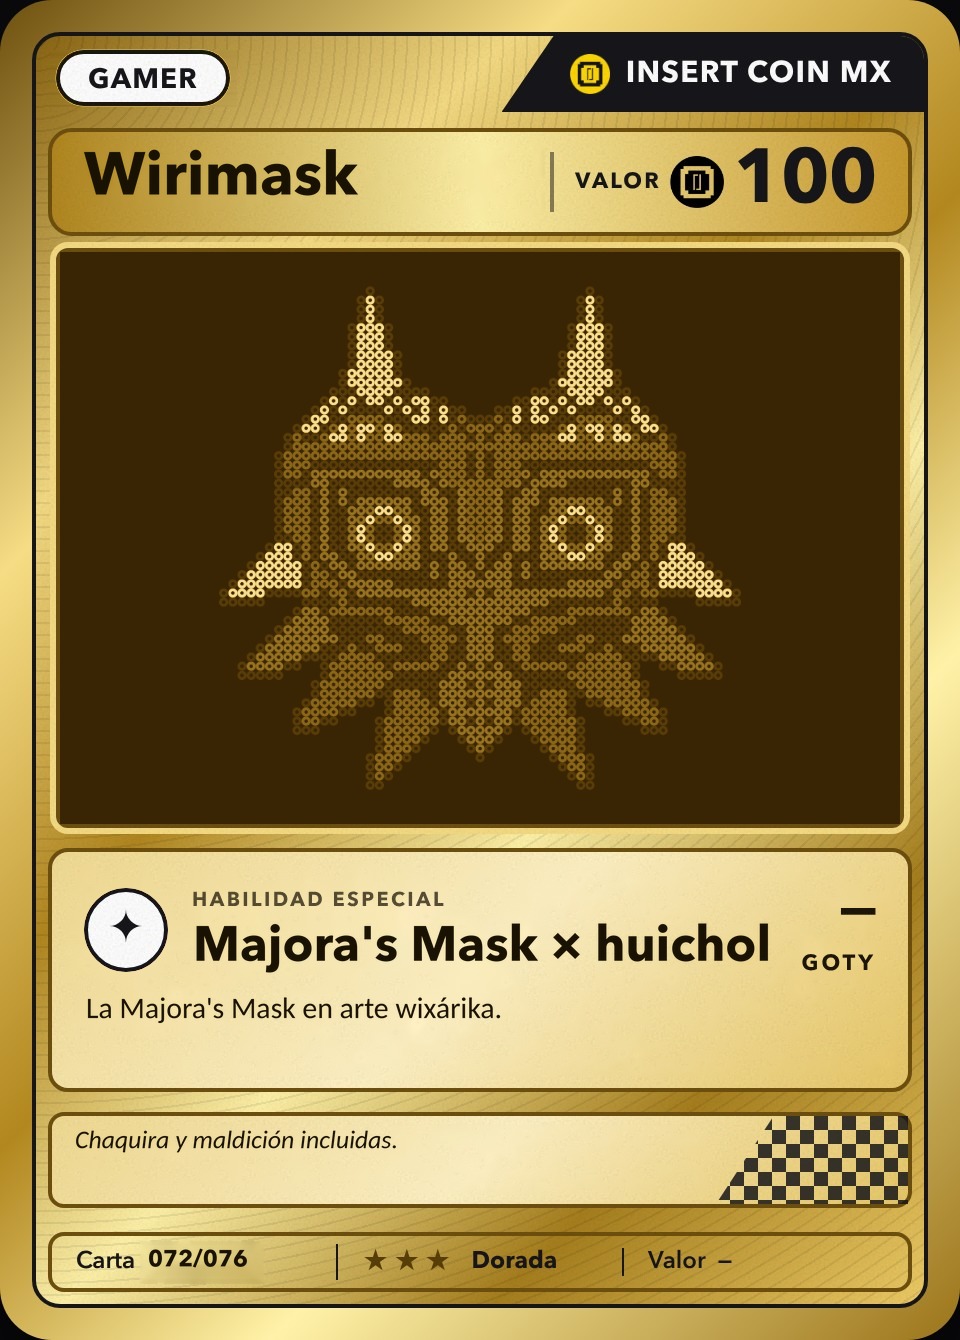 GAMER
INSERT COIN MX
Wirimask
VALOR 100
HABILIDAD ESPECIAL
Majora's Mask × huichol
—
GOTY
La Majora's Mask en arte wixárika.
Chaquira y maldición incluidas.
Carta 072/076 ★★★ Dorada Valor –